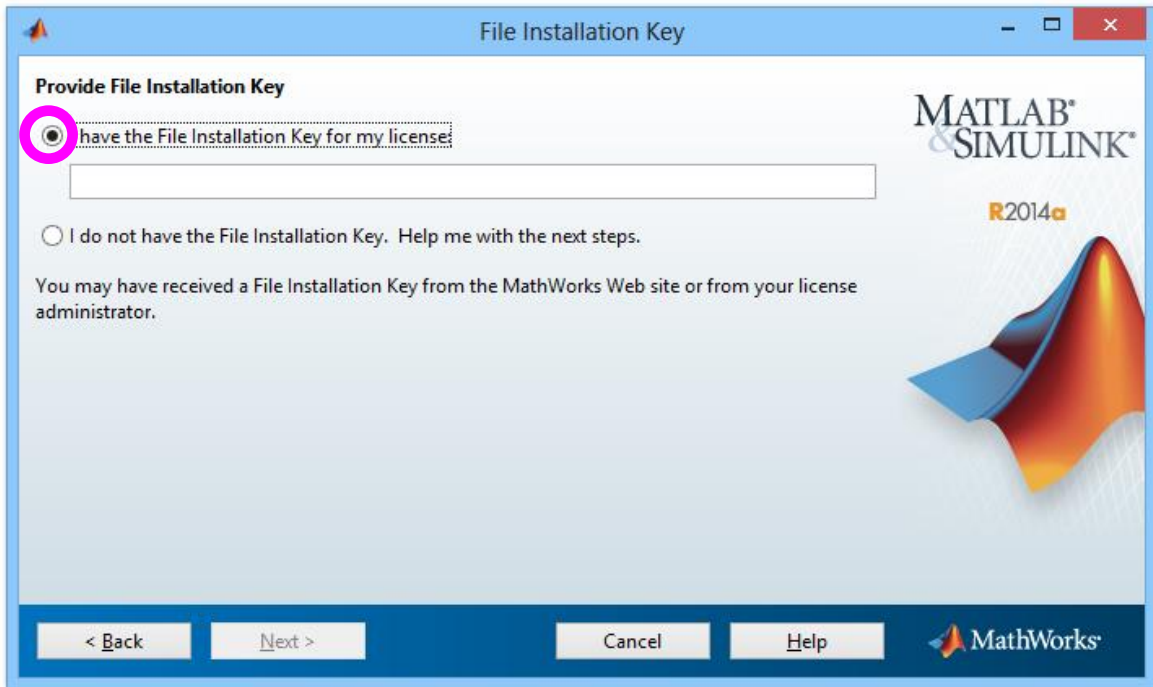 File Installation Key
Provide File Installation Key
have the File Installation Key for my license:
I do not have the File Installation Key. Help me with the next steps.
You may have received a File Installation Key from the MathWorks Web site or from your license
administrator.
MATLAB®
&SIMULINK®
R2014a
< Back
Next >
Cancel
Help
MathWorks®